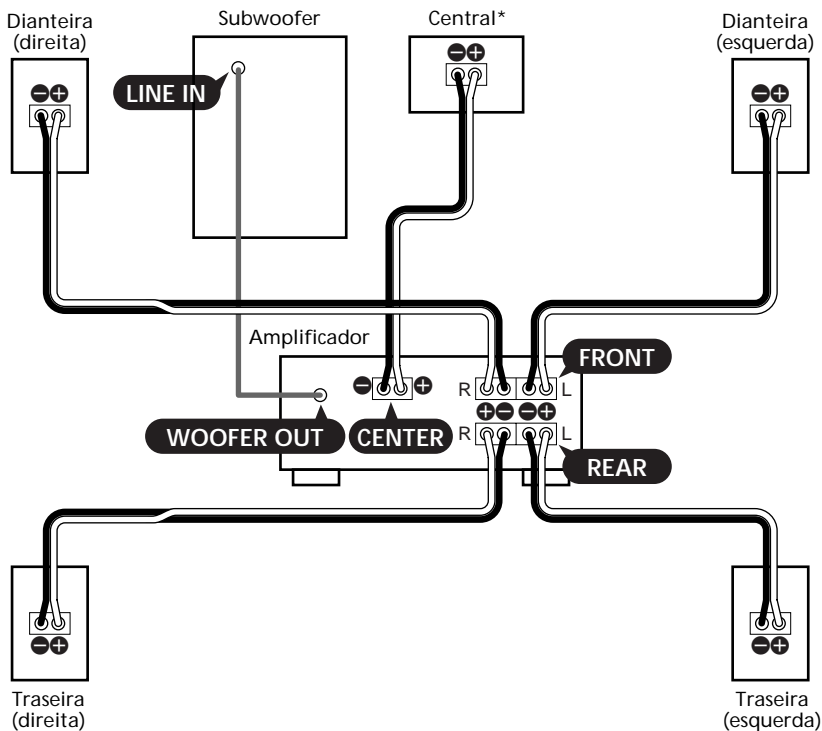 Dianteira
(direita)
Subwoofer
Central*
Dianteira
(esquerda)
LINE IN
Amplificador
FRONT
R
L
WOOFER OUT
CENTER
R
L
REAR
Traseira
(direita)
Traseira
(esquerda)